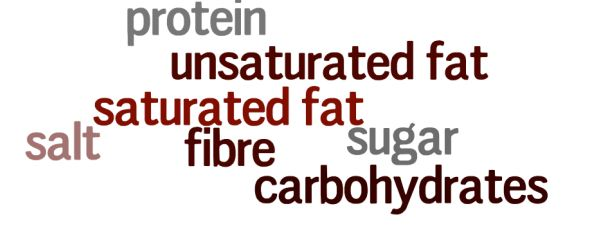 protein
unsaturated fat
saturated fat
salt
fibre
sugar
carbohydrates